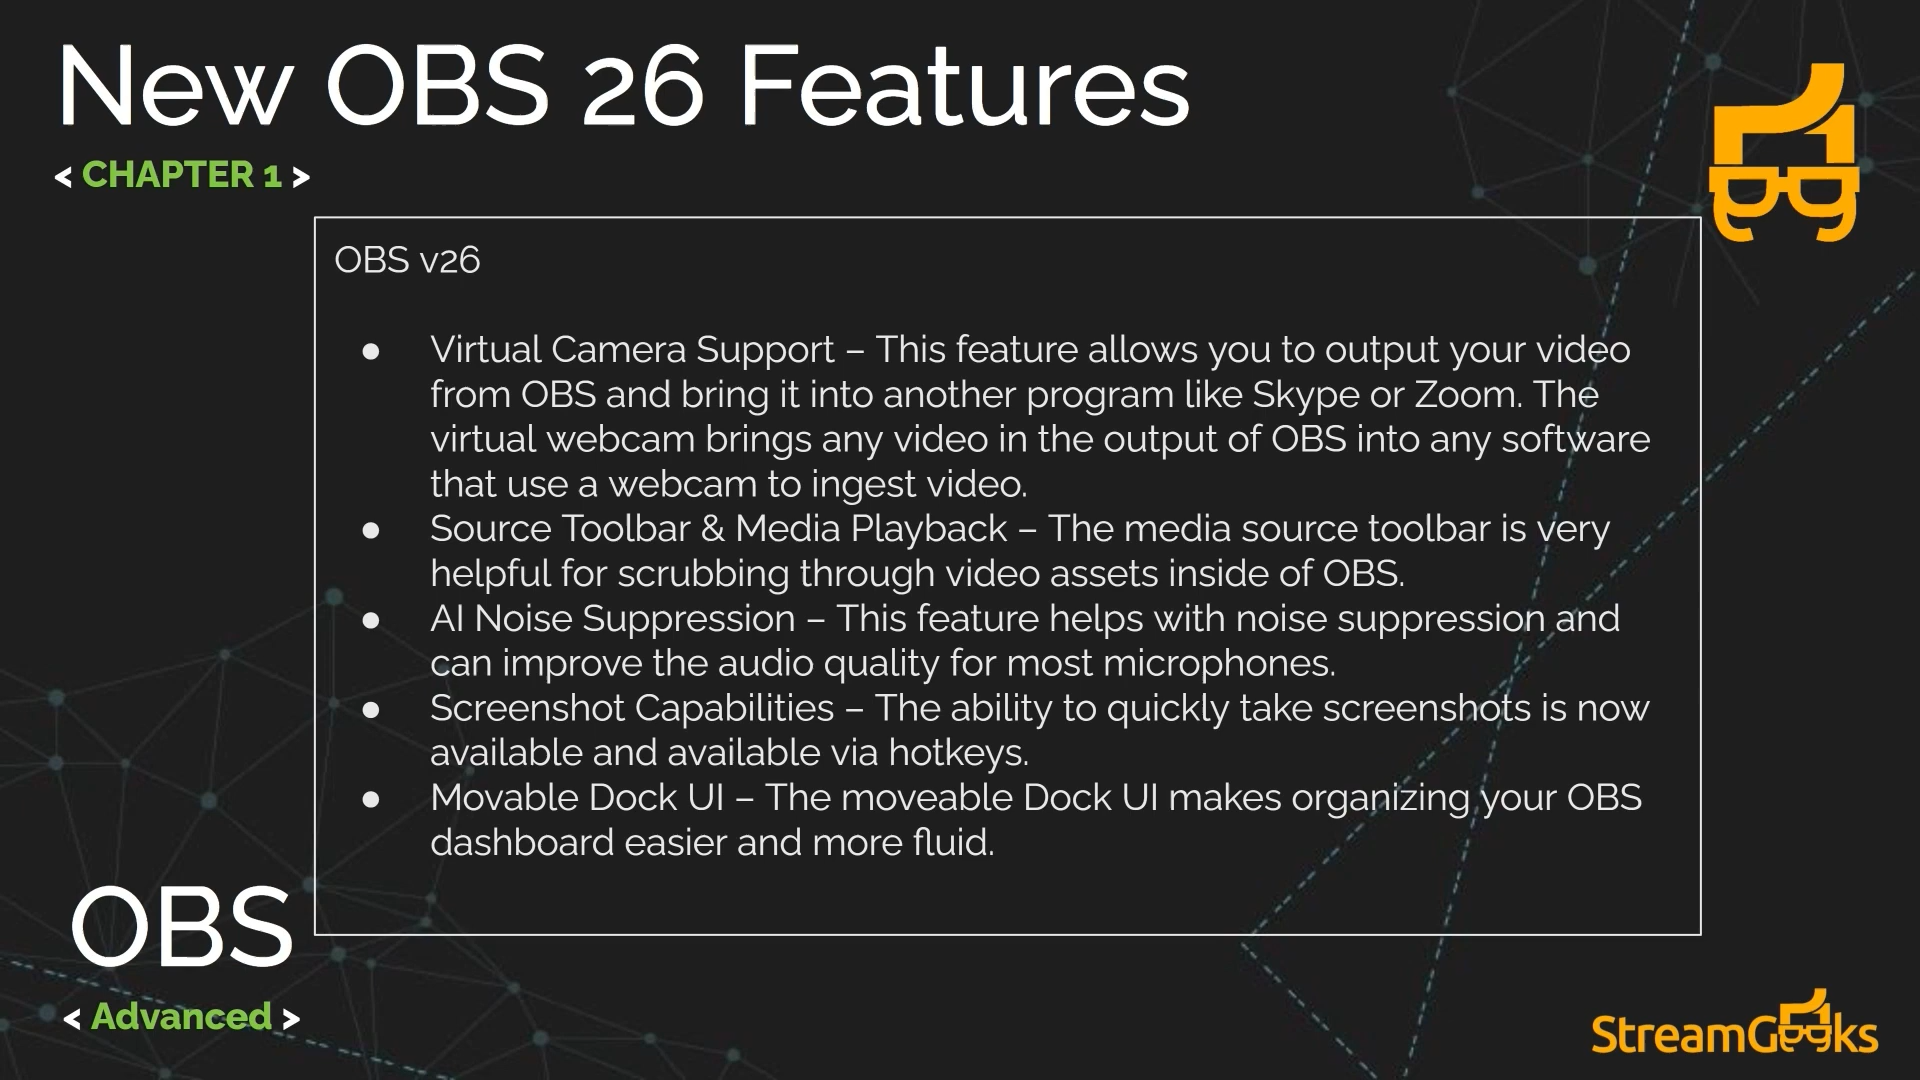 New OBS 26 Features
< CHAPTER 1 >
OBS v26
● Virtual Camera Support – This feature allows you to output your video
from OBS and bring it into another program like Skype or Zoom. The
virtual webcam brings any video in the output of OBS into any software
that use a webcam to ingest video.
● Source Toolbar & Media Playback – The media source toolbar is very
helpful for scrubbing through video assets inside of OBS.
● AI Noise Suppression – This feature helps with noise suppression and
can improve the audio quality for most microphones.
● Screenshot Capabilities – The ability to quickly take screenshots is now
available and available via hotkeys.
● Movable Dock UI – The moveable Dock UI makes organizing your OBS
dashboard easier and more fluid.
OBS
< Advanced >
StreamGeeks